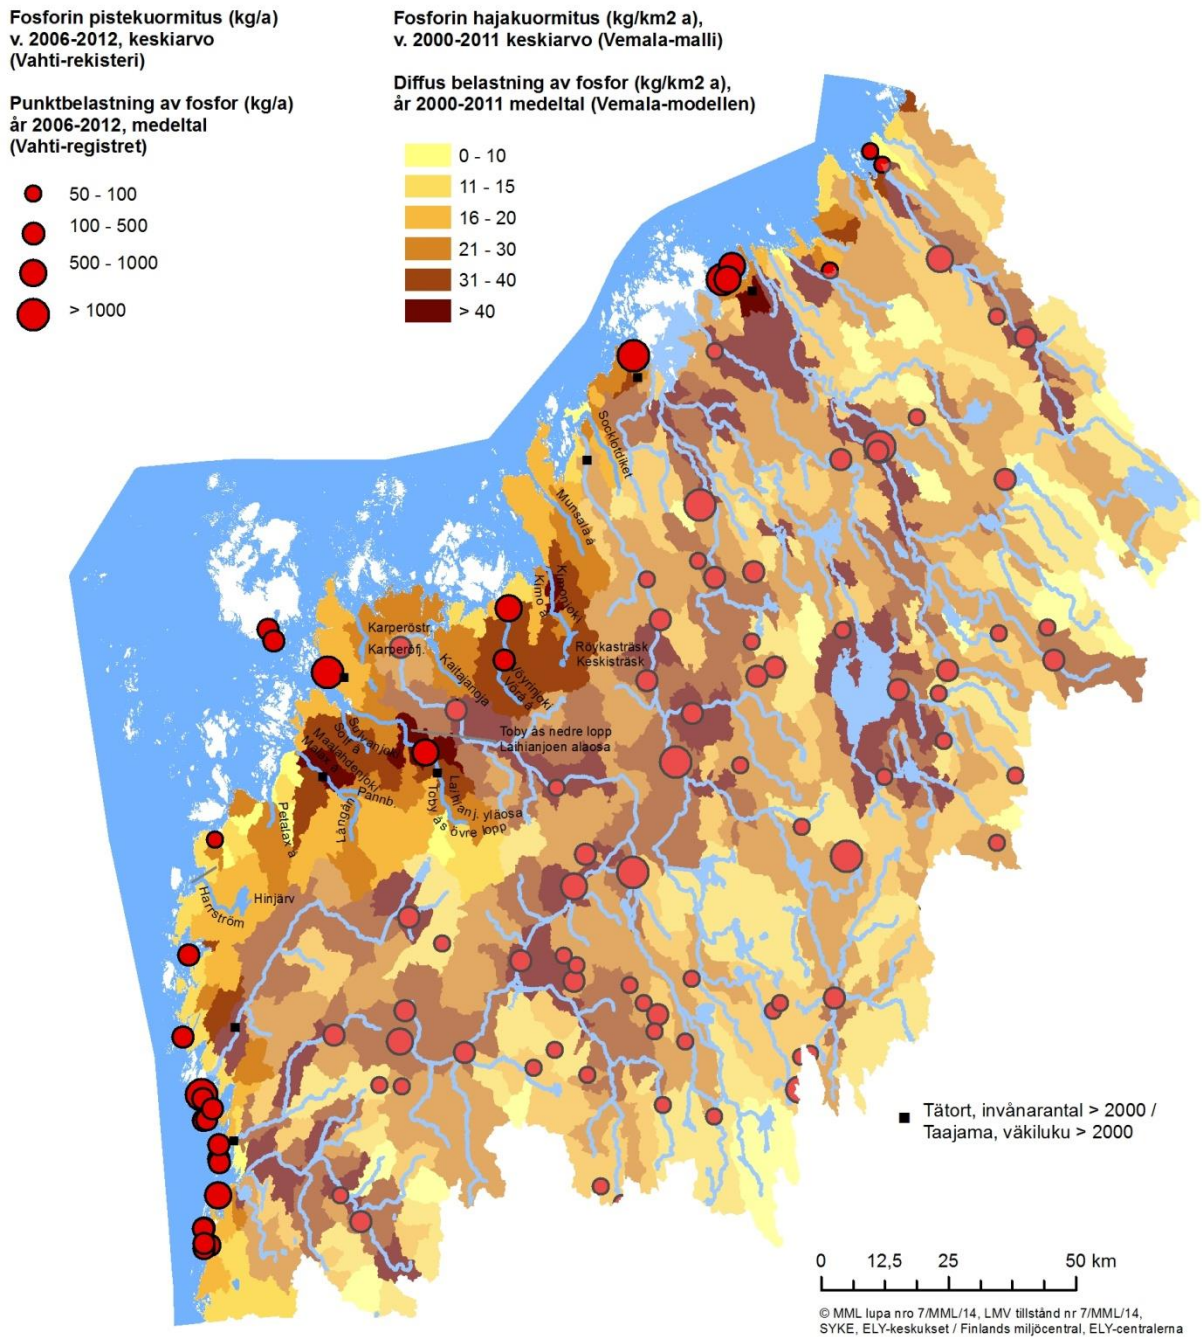 Fosforin pistekuormitus (kg/a)
v. 2006-2012, keskiarvo
(Vahti-rekisteri)
Punktbelastning av fosfor (kg/a)
år 2006-2012, medeltal
(Vahti-registret)
50 - 100
100 - 500
500 - 1000
> 1000
Fosforin hajakuormitus (kg/km2 a),
v. 2000-2011 keskiarvo (Vemala-malli)
Diffus belastning av fosfor (kg/km2 a),
år 2000-2011 medeltal (Vemala-modellen)
0 - 10
11 - 15
16 - 20
21 - 30
31 - 40
> 40
Socklotdiket
Munsala å
Kimo å
Kimonjoki
Röykasträsk
Keskisträsk
Karperöstr.
Karperöfj.
Kaitajanoja
Vöyrinjoki
Vörå å
Toby ås nedre lopp
Laihianjoen alaosa
Solf å
Sulvanjoki
Maalahdenjoki
Malax å
Pannb.
Långån
Petalax å
Laihianj. yläosa
Toby ås övre lopp
Harrström
Hinjärv
Tätort, invånarantal > 2000 /
Taajama, väkiluku > 2000
0 12,5 25 50 km
© MML lupa nro 7/MML/14, LMV tillstånd nr 7/MML/14,
SYKE, ELY-keskukset / Finlands miljöcentral, ELY-centralerna